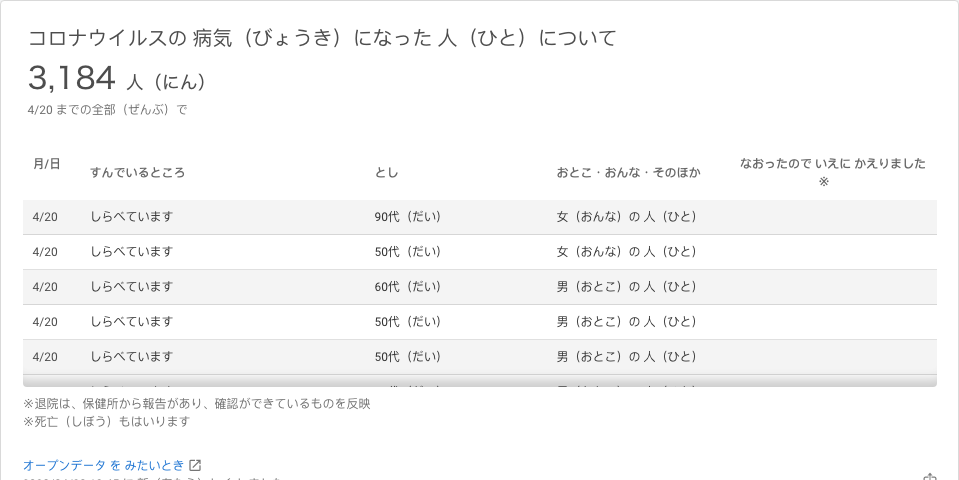 コロナウイルスの 病気（びょうき）になった 人（ひと）について
3,184 人（にん）
4/20 までの全部（ぜんぶ）で
月/日 すんでいるところ とし おとこ・おんな・そのほか なおったので いえに かえりました ※
4/20 しらべています 90代（だい） 女（おんな）の 人（ひと）
4/20 しらべています 50代（だい） 女（おんな）の 人（ひと）
4/20 しらべています 60代（だい） 男（おとこ）の 人（ひと）
4/20 しらべています 50代（だい） 男（おとこ）の 人（ひと）
4/20 しらべています 50代（だい） 男（おとこ）の 人（ひと）
※退院は、保健所から報告があり、確認ができているものを反映
※死亡（しぼう）もはいります
オープンデータ を みたいとき